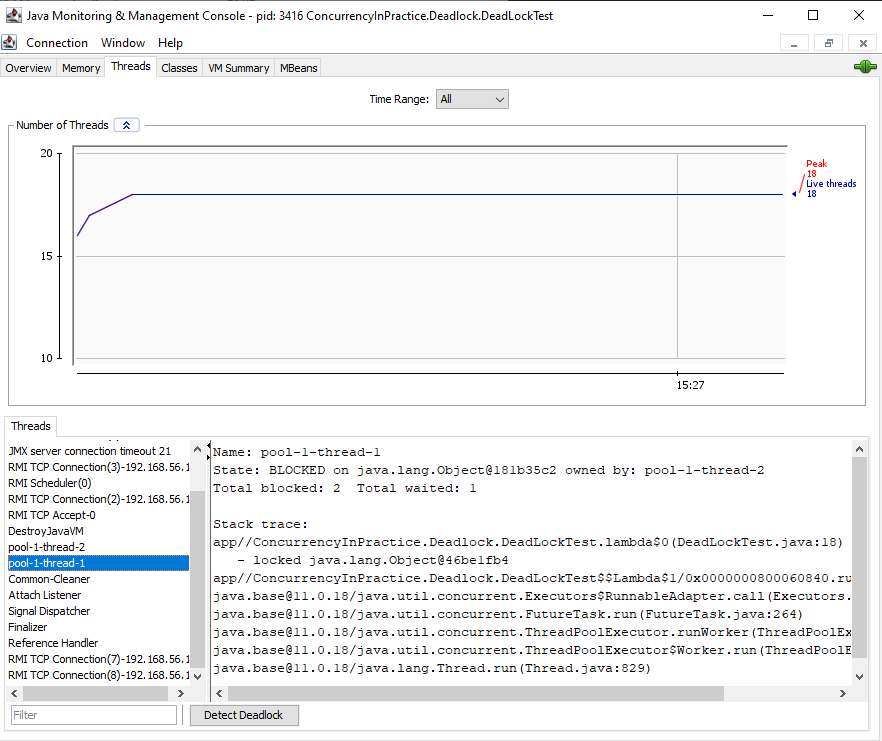 Java Monitoring & Management Console - pid: 3416 ConcurrencyInPractice.Deadlock.DeadLockTest
Connection Window Help
Overview Memory Threads Classes VM Summary MBeans
Time Range: All
Number of Threads
20
15
10
Peak
18
Live threads
18
15:27
Threads
JMX server connection timeout 21
RMI TCP Connection(3)-192.168.56.1
RMI Scheduler(0)
RMI TCP Connection(2)-192.168.56.1
RMI TCP Accept-0
DestroyJavaVM
pool-1-thread-2
pool-1-thread-1
Common-Cleaner
Attach Listener
Signal Dispatcher
Finalizer
Reference Handler
RMI TCP Connection(7)-192.168.56.1
RMI TCP Connection(8)-192.168.56.1
Name: pool-1-thread-1
State: BLOCKED on java.lang.Object@181b35c2 owned by: pool-1-thread-2
Total blocked: 2  Total waited: 1
Stack trace:
app//ConcurrencyInPractice.Deadlock.DeadLockTest.lambda$0(DeadLockTest.java:18)
- locked java.lang.Object@46be1fb4
app//ConcurrencyInPractice.Deadlock.DeadLockTest$$Lambda$1/0x0000000800060840.ru
java.base@11.0.18/java.util.concurrent.Executors$RunnableAdapter.call(Executors.
java.base@11.0.18/java.util.concurrent.FutureTask.run(FutureTask.java:264)
java.base@11.0.18/java.util.concurrent.ThreadPoolExecutor.runWorker(ThreadPoolEx
java.base@11.0.18/java.util.concurrent.ThreadPoolExecutor$Worker.run(ThreadPoolE
java.base@11.0.18/java.lang.Thread.run(Thread.java:829)
Filter
Detect Deadlock